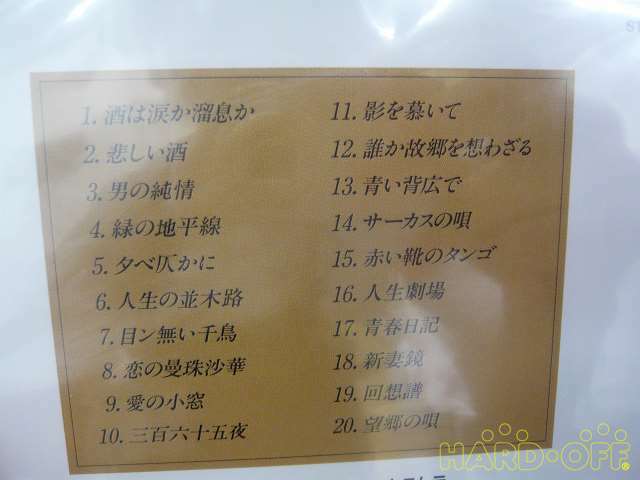 1. 酒は涙か溜息か
2. 悲しい酒
3. 男の純情
4. 緑の地平線
5. 夕べ仄かに
6. 人生の並木路
7. 目ン無い千鳥
8. 恋の曼珠沙華
9. 愛の小窓
10. 三百六十五夜
11. 影を慕いて
12. 誰か故郷を想わざる
13. 青い背広で
14. サーカスの唄
15. 赤い靴のタンゴ
16. 人生劇場
17. 青春日記
18. 新妻鏡
19. 回想譜
20. 望郷の唄
HARD・OFF